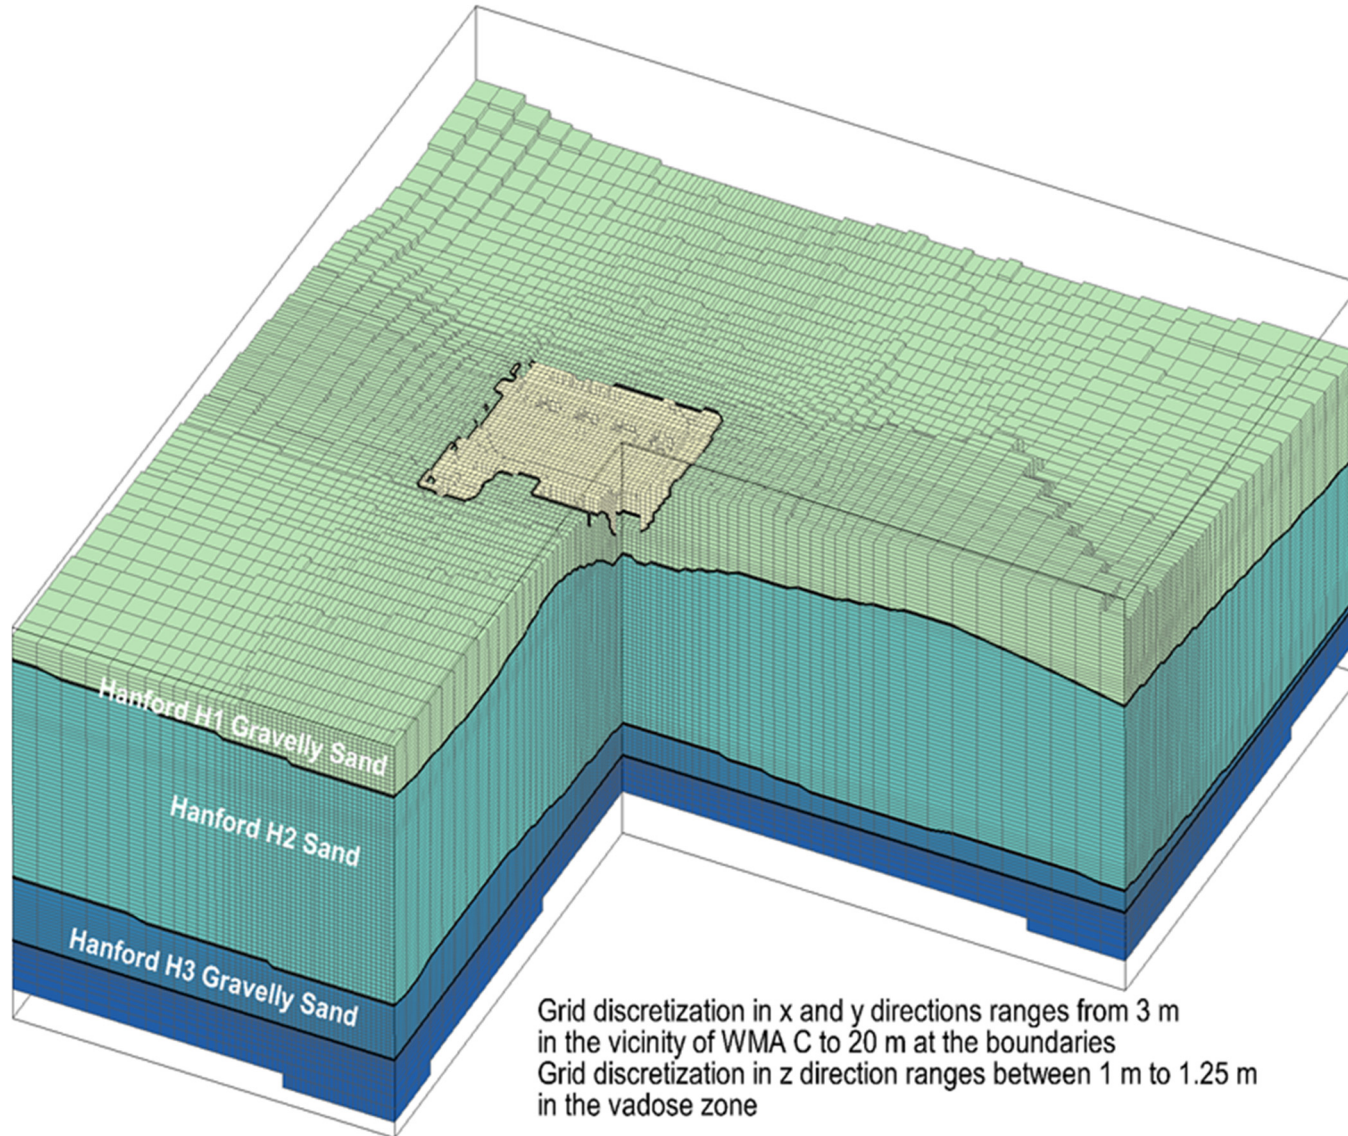 Hanford H1 Gravelly Sand
Hanford H2 Sand
Hanford H3 Gravelly Sand
Grid discretization in x and y directions ranges from 3 m
in the vicinity of WMA C to 20 m at the boundaries
Grid discretization in z direction ranges between 1 m to 1.25 m
in the vadose zone